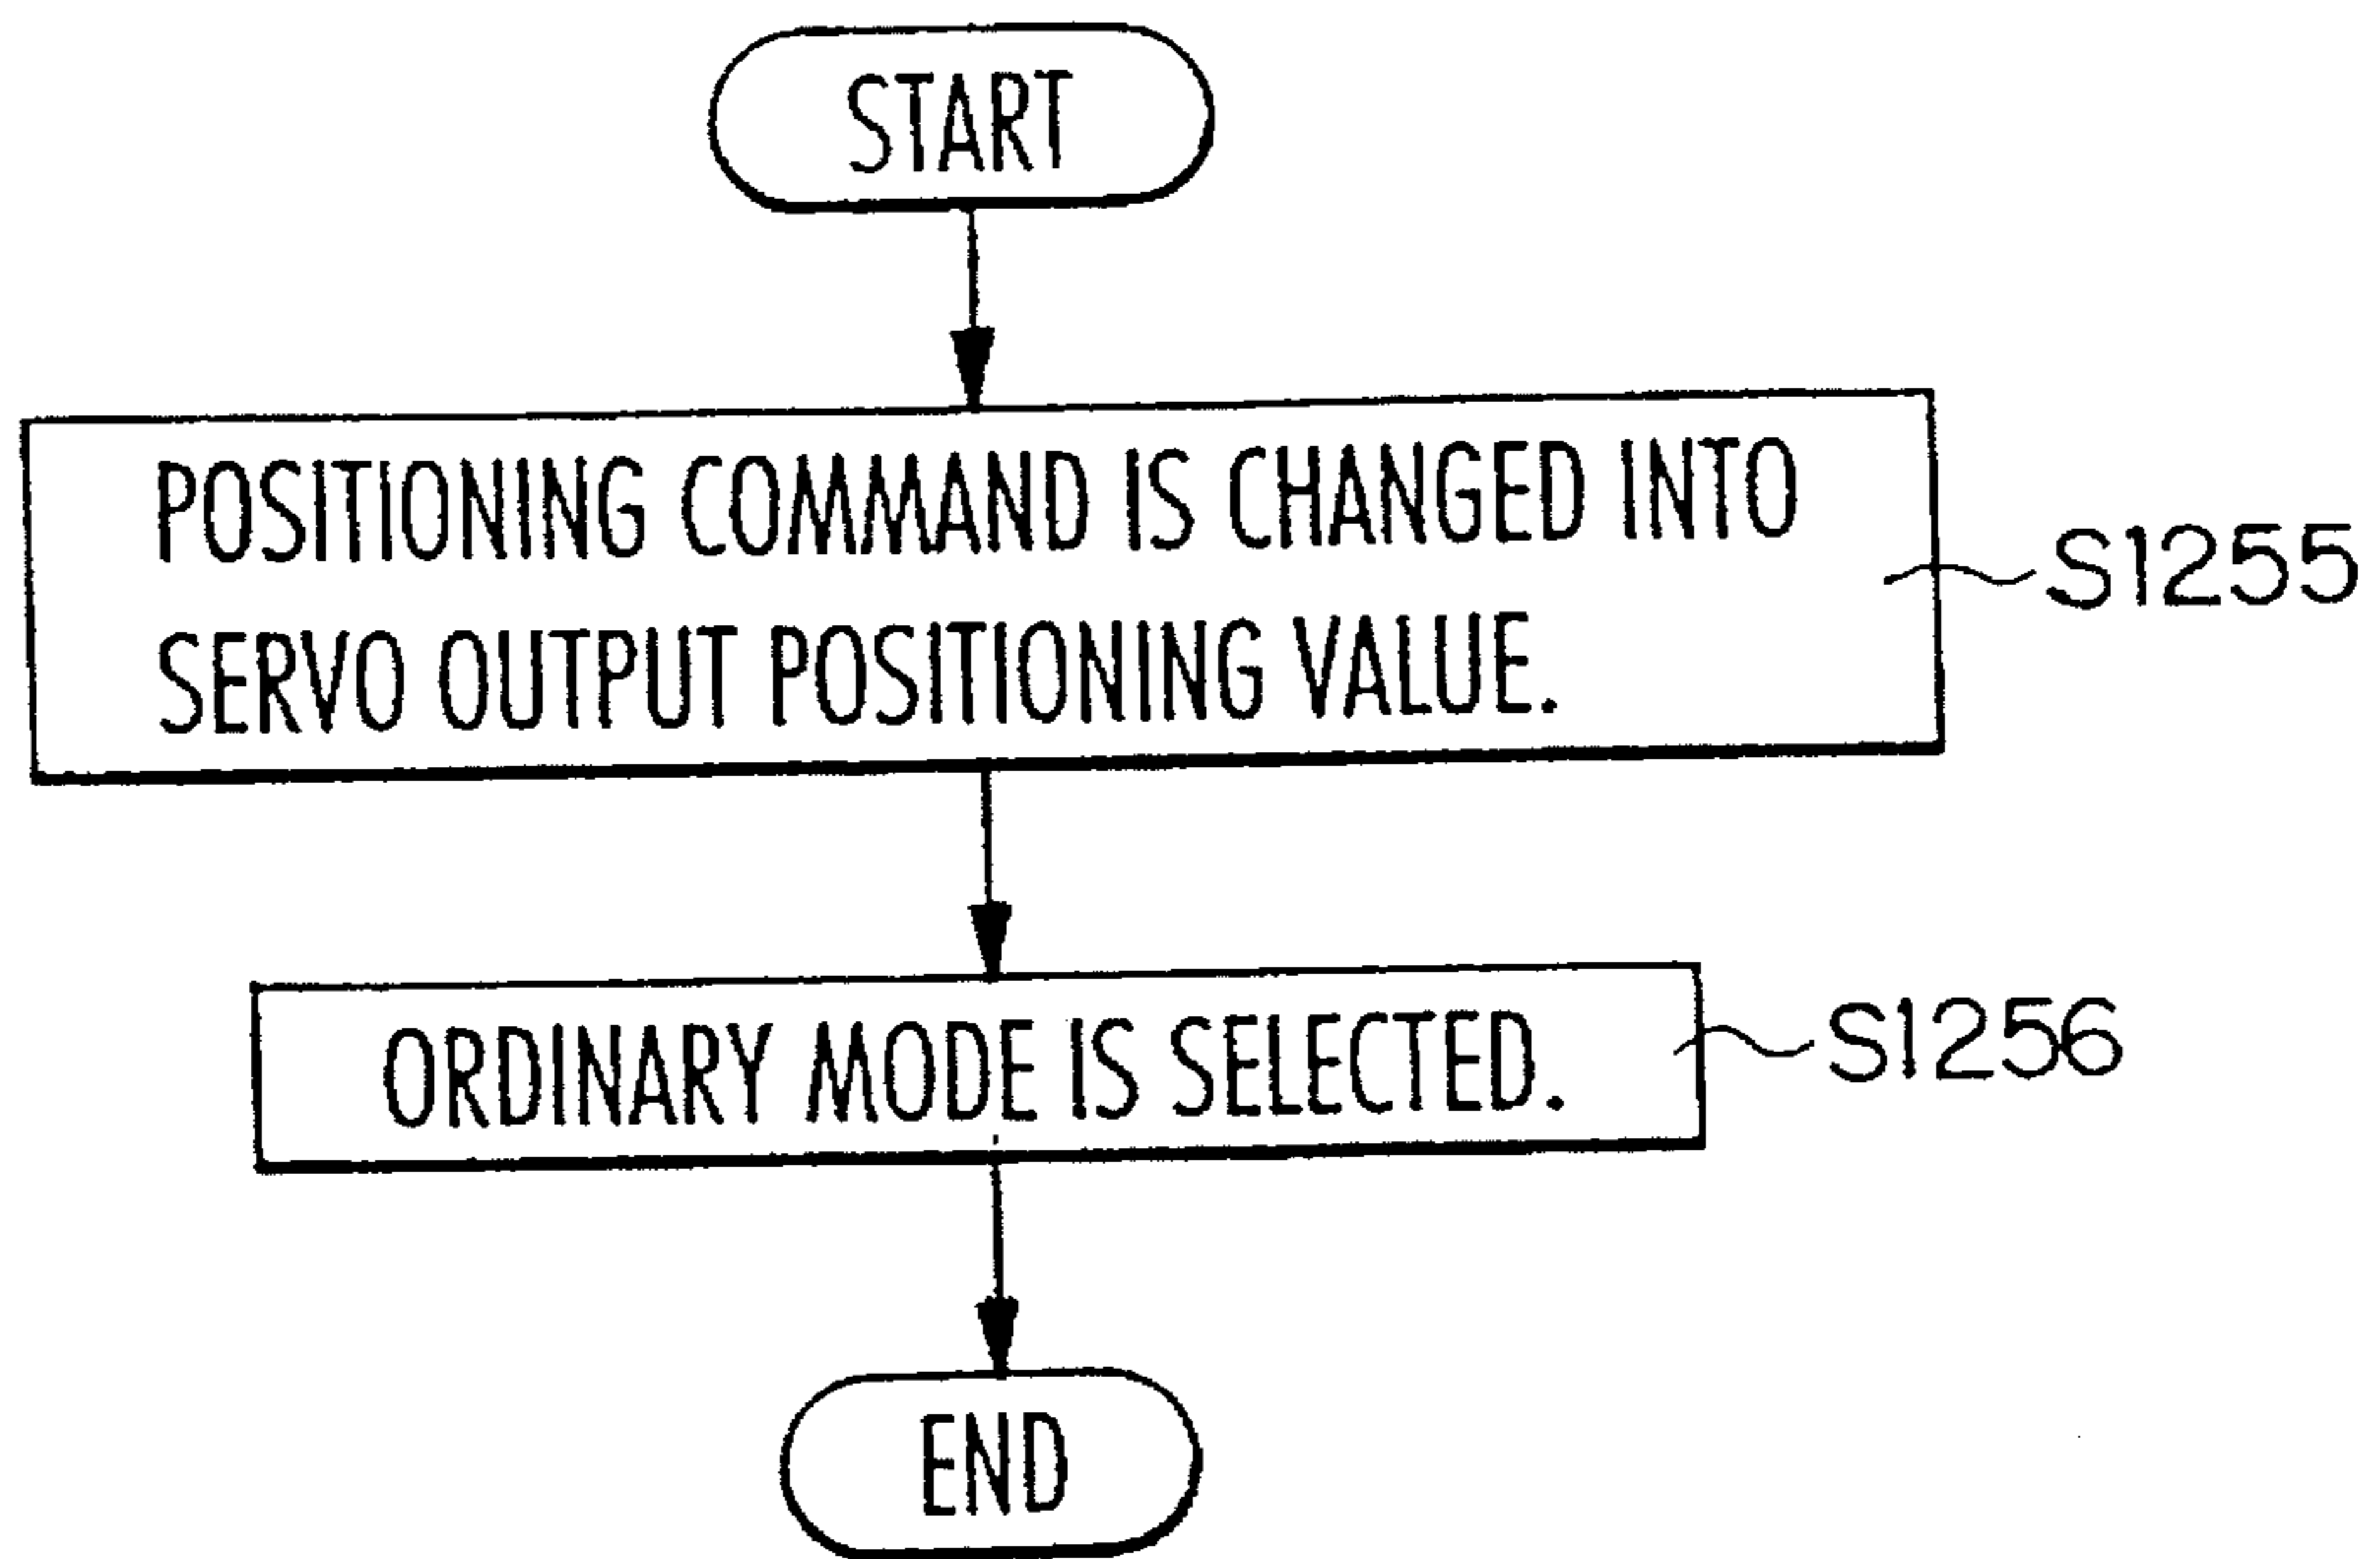 START
POSITIONING COMMAND IS CHANGED INTO
SERVO OUTPUT POSITIONING VALUE.
S1255
ORDINARY MODE IS SELECTED.
S1256
END